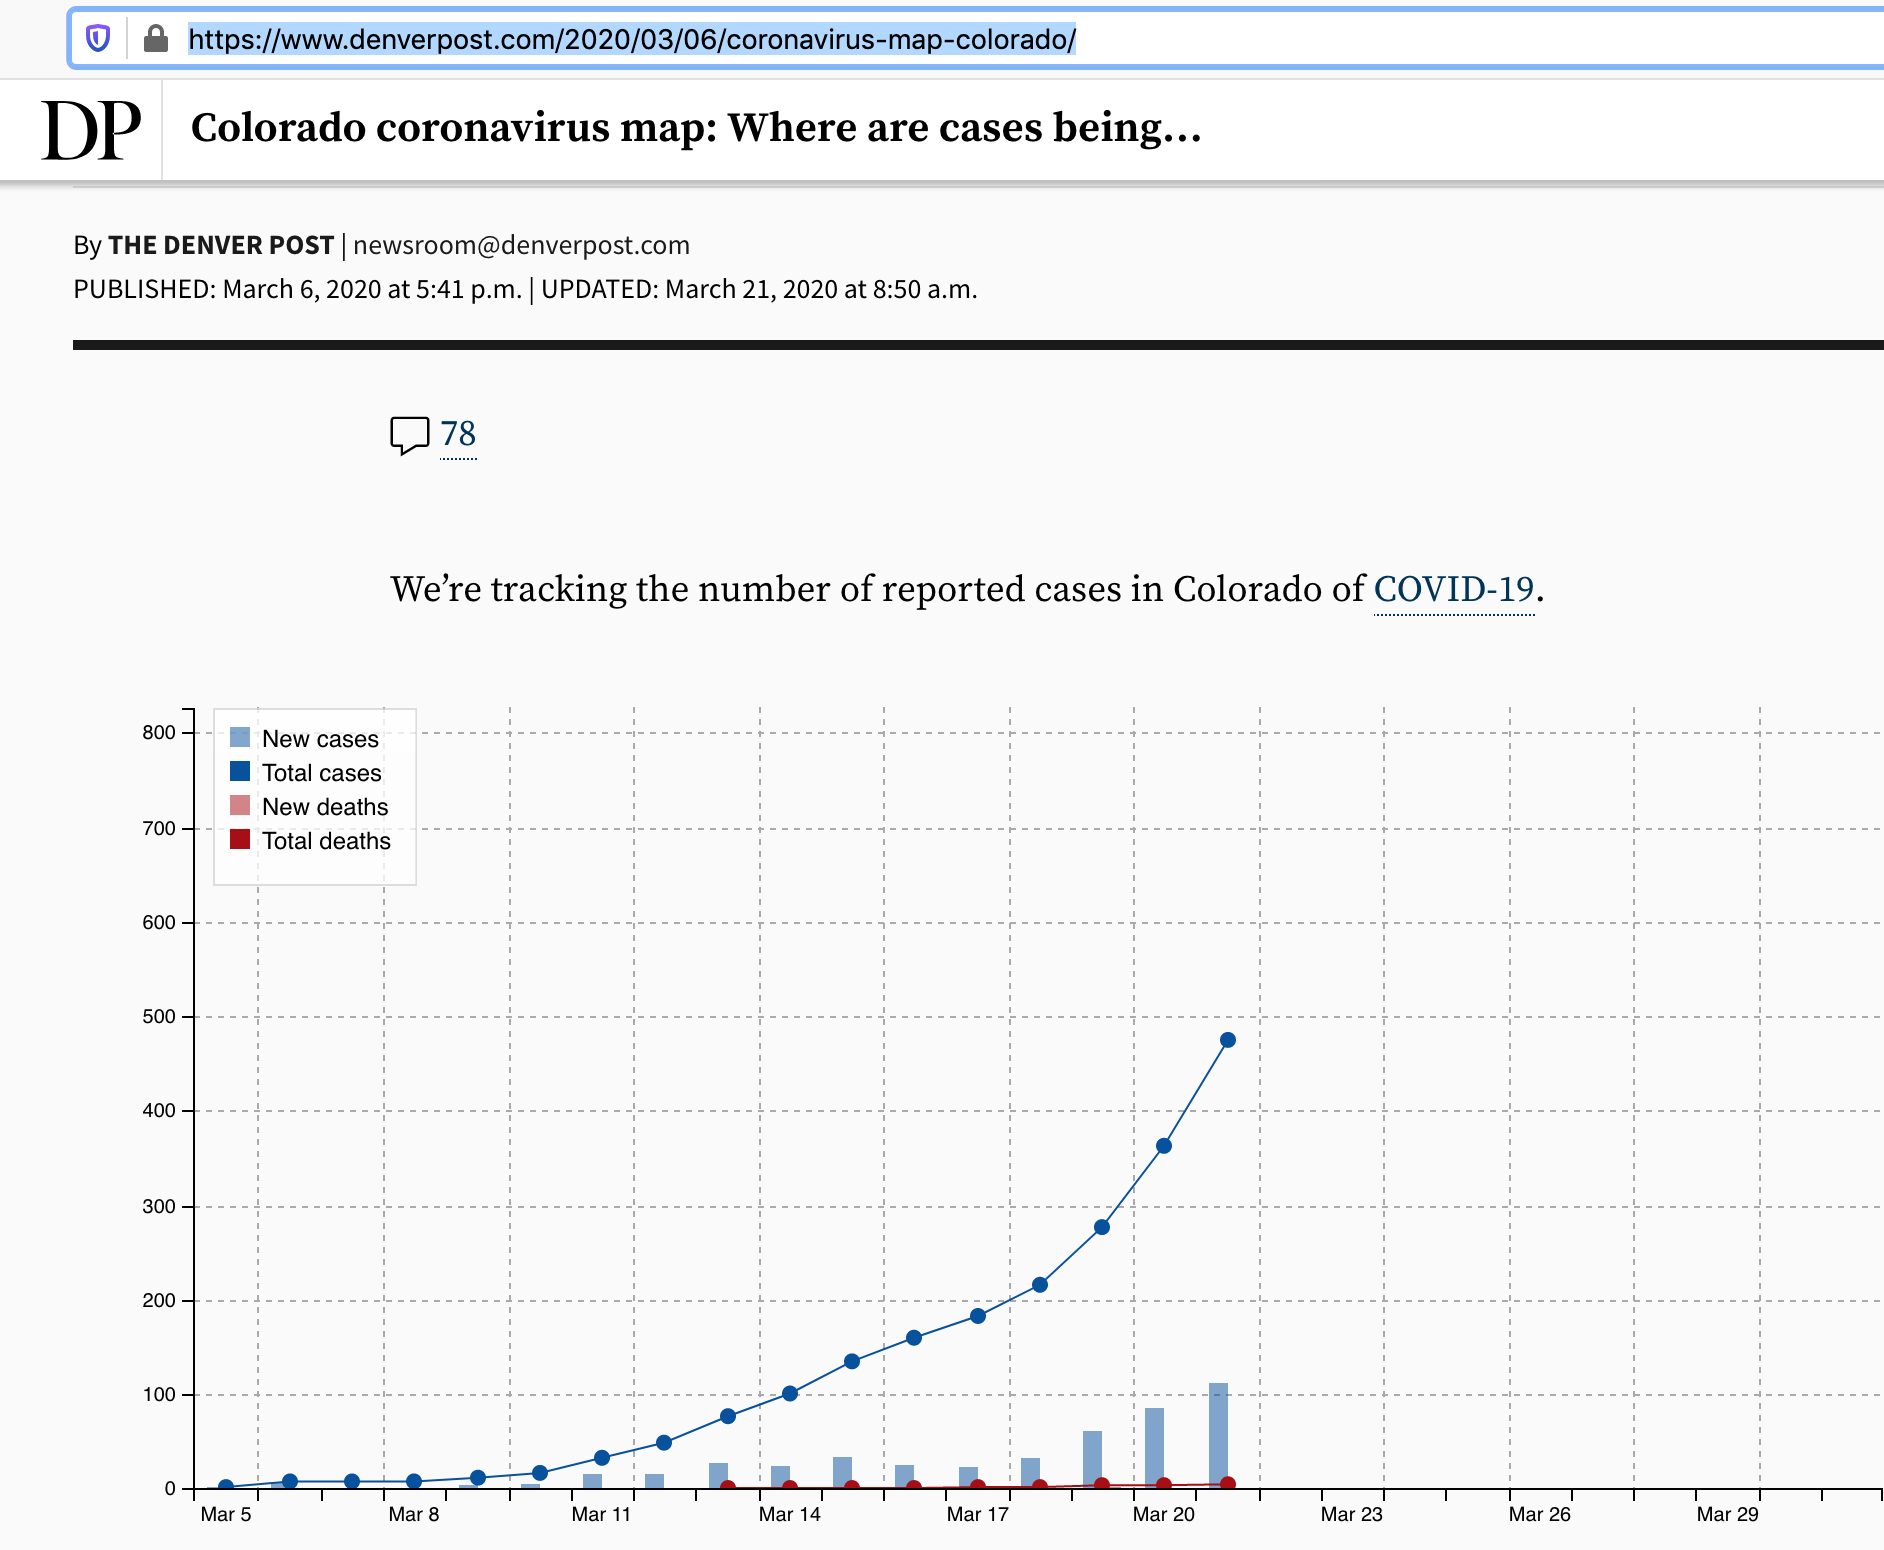 https://www.denverpost.com/2020/03/06/coronavirus-map-colorado/
DP
Colorado coronavirus map: Where are cases being…
By THE DENVER POST | newsroom@denverpost.com
PUBLISHED: March 6, 2020 at 5:41 p.m. | UPDATED: March 21, 2020 at 8:50 a.m.
78
We’re tracking the number of reported cases in Colorado of COVID-19.
New cases
Total cases
New deaths
Total deaths
800
700
600
500
400
300
200
100
0
Mar 5 Mar 8 Mar 11 Mar 14 Mar 17 Mar 20 Mar 23 Mar 26 Mar 29